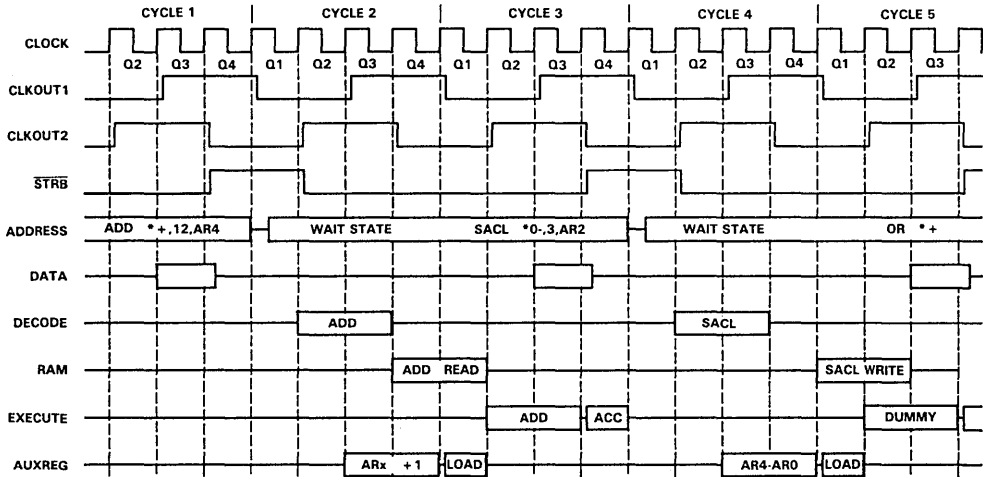 CYCLE 1 CYCLE 2 CYCLE 3 CYCLE 4 CYCLE 5
CLOCK
Q2 Q3 Q4 Q1 Q2 Q3 Q4 Q1 Q2 Q3 Q4 Q1 Q2 Q3 Q4 Q1 Q2 Q3
CLKOUT1
CLKOUT2
STRB
ADDRESS ADD *+,12,AR4 WAIT STATE SACL *0-,3,AR2 WAIT STATE OR *+
DATA
DECODE ADD SACL
RAM ADD READ SACL WRITE
EXECUTE ADD ACC DUMMY
AUXREG ARx +1 LOAD AR4-AR0 LOAD